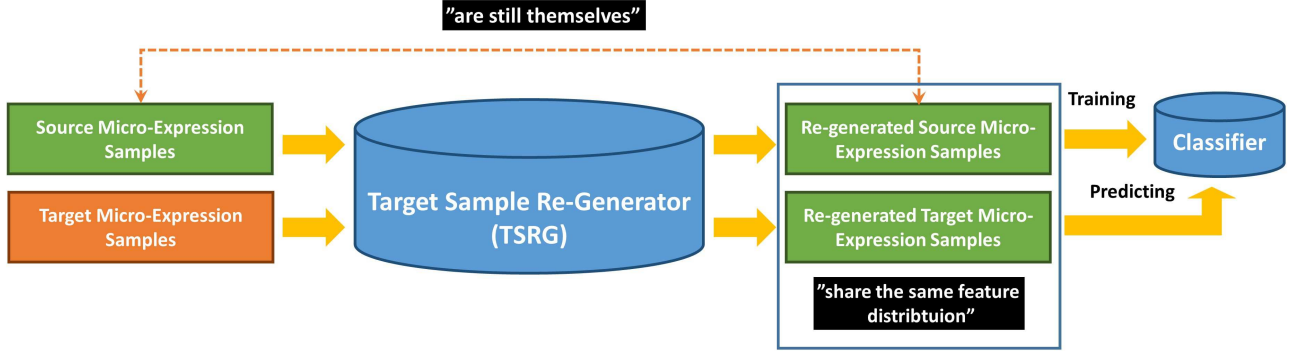 ”are still themselves”
Source Micro-Expression
Samples
Target Micro-Expression
Samples
Target Sample Re-Generator
(TSRG)
Re-generated Source Micro-
Expression Samples
Re-generated Target Micro-
Expression Samples
”share the same feature
distribtuion”
Training
Predicting
Classifier